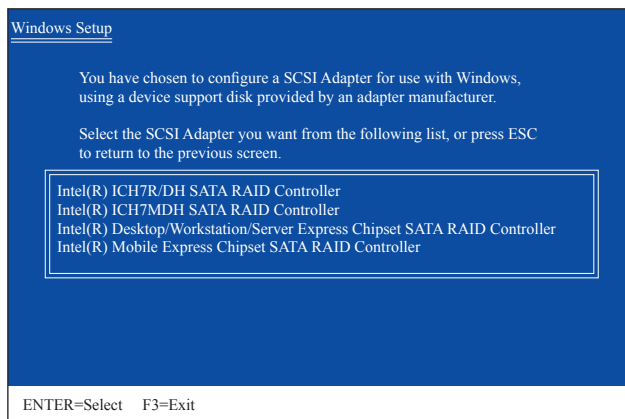 Windows Setup
You have chosen to configure a SCSI Adapter for use with Windows,
using a device support disk provided by an adapter manufacturer.
Select the SCSI Adapter you want from the following list, or press ESC
to return to the previous screen.
Intel(R) ICH7R/DH SATA RAID Controller
Intel(R) ICH7MDH SATA RAID Controller
Intel(R) Desktop/Workstation/Server Express Chipset SATA RAID Controller
Intel(R) Mobile Express Chipset SATA RAID Controller
ENTER=Select F3=Exit